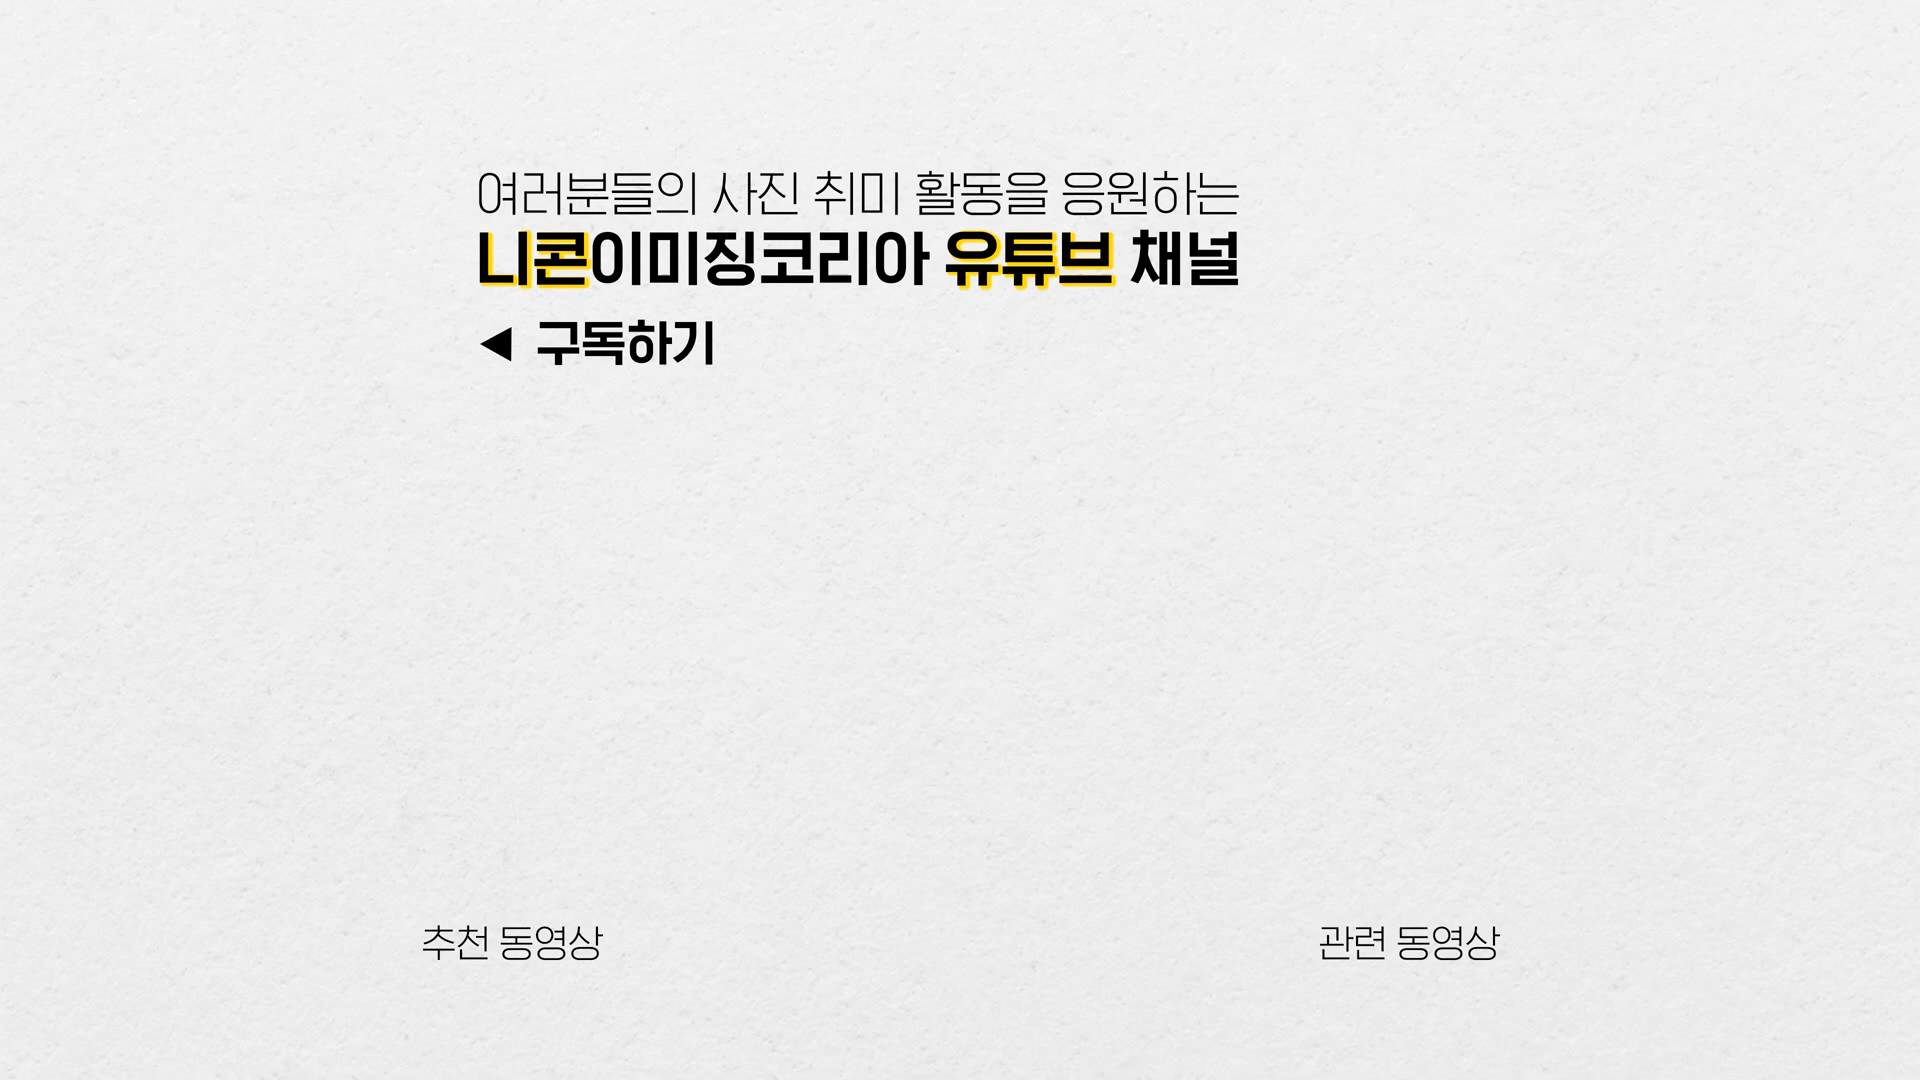 여러분들의 사진 취미 활동을 응원하는
니콘이미징코리아 유튜브 채널
◀ 구독하기
추천 동영상
관련 동영상